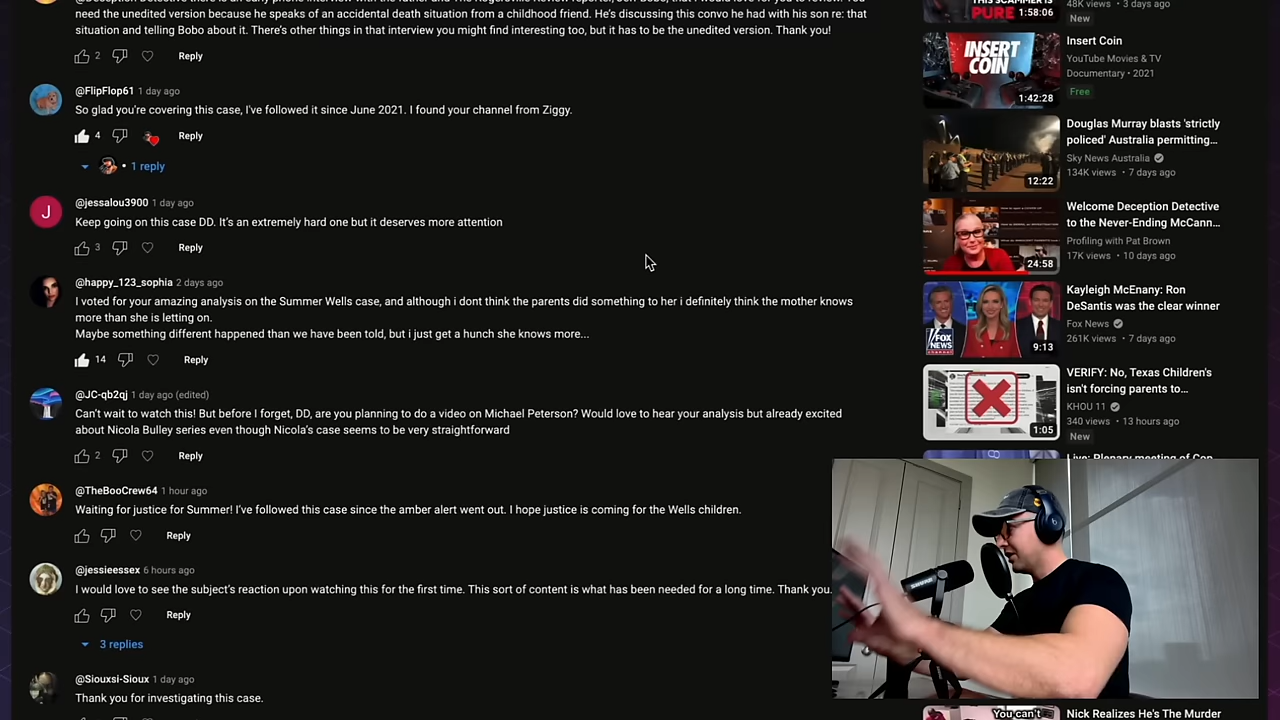 need the unedited version because he speaks of an accidental death situation from a childhood friend. He's discussing this convo he had with his son re: that
situation and telling Bobo about it. There's other things in that interview you might find interesting too, but it has to be the unedited version. Thank you!
2 Reply
@FlipFlop61 1 day ago
So glad you're covering this case, I've followed it since June 2021. I found your channel from Ziggy.
4 Reply
• 1 reply
J
@jessalou3900 1 day ago
Keep going on this case DD. It's an extremely hard one but it deserves more attention
3 Reply
@happy_123_sophia 2 days ago
I voted for your amazing analysis on the Summer Wells case, and although i dont think the parents did something to her i definitely think the mother knows
more than she is letting on.
Maybe something different happened than we have been told, but i just get a hunch she knows more...
14 Reply
@JC-qb2qj 1 day ago (edited)
Can't wait to watch this! But before I forget, DD, are you planning to do a video on Michael Peterson? Would love to hear your analysis but already excited
about Nicola Bulley series even though Nicola's case seems to be very straightforward
2 Reply
@TheBooCrew64 1 hour ago
Waiting for justice for Summer! I've followed this case since the amber alert went out. I hope justice is coming for the Wells children.
Reply
@jessieessex 6 hours ago
I would love to see the subject's reaction upon watching this for the first time. This sort of content is what has been needed for a long time. Thank you.
Reply
3 replies
@Siouxsi-Sioux 1 day ago
Thank you for investigating this case.
PURE 1:58:06
48K views • 3 days ago
New
INSERT
COIN
1:42:28
Insert Coin
YouTube Movies & TV
Documentary • 2021
Free
12:22
Douglas Murray blasts 'strictly
policed' Australia permitting...
Sky News Australia
134K views • 7 days ago
24:58
Welcome Deception Detective
to the Never-Ending McCann...
Profiling with Pat Brown
17K views • 10 days ago
FOX
NEWS
channel
9:13
Kayleigh McEnany: Ron
DeSantis was the clear winner
Fox News
261K views • 7 days ago
1:05
VERIFY: No, Texas Children's
isn't forcing parents to…
KHOU 11
340 views • 13 hours ago
New
Live: Plenary meeting of Con
SHURE
You can't
Nick Realizes He's The Murder